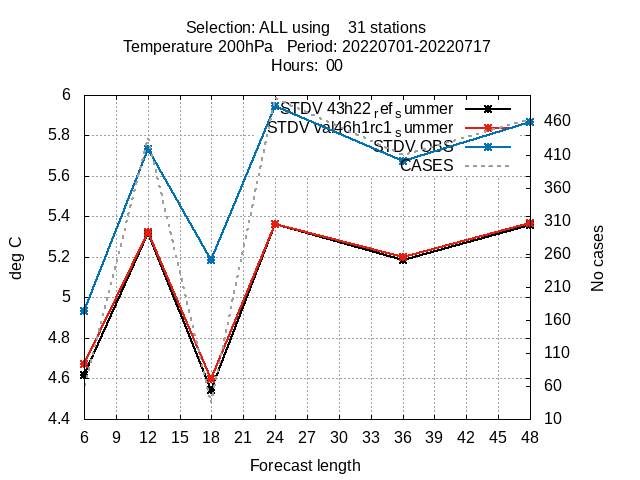 Selection: ALL using 31 stations
Temperature 200hPa Period: 20220701-20220717
Hours: 00
STDV 43h22_ref_summer
STDV val46h1rc1_summer
STDV OBS
CASES
6
5.8
5.6
5.4
5.2
5
4.8
4.6
4.4
deg C
460
410
360
310
260
210
160
110
60
10
No cases
6 9 12 15 18 21 24 27 30 33 36 39 42 45 48
Forecast length